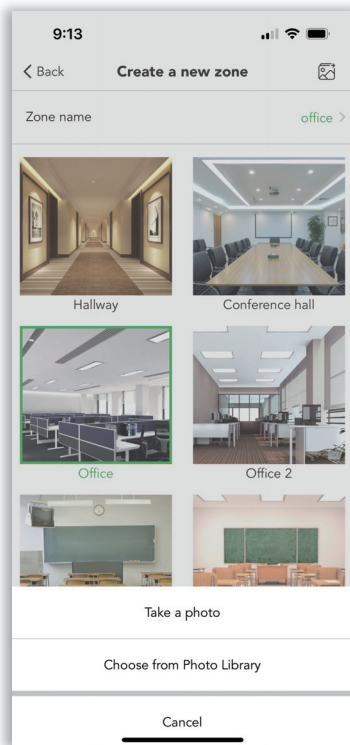 9:13
Back Create a new zone
Zone name office
Hallway Conference hall
Office Office 2
Take a photo
Choose from Photo Library
Cancel